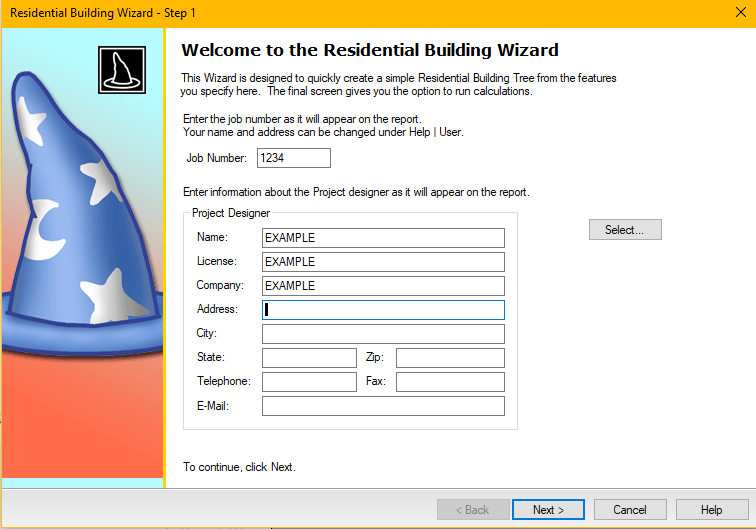 Residential Building Wizard - Step 1
Welcome to the Residential Building Wizard
This Wizard is designed to quickly create a simple Residential Building Tree from the features
you specify here. The final screen gives you the option to run calculations.
Enter the job number as it will appear on the report.
Your name and address can be changed under Help | User.
Job Number: 1234
Enter information about the Project designer as it will appear on the report.
Project Designer
Select...
Name: EXAMPLE
License: EXAMPLE
Company: EXAMPLE
Address:
City:
State: Zip:
Telephone: Fax:
E-Mail:
To continue, click Next.
< Back Next > Cancel Help